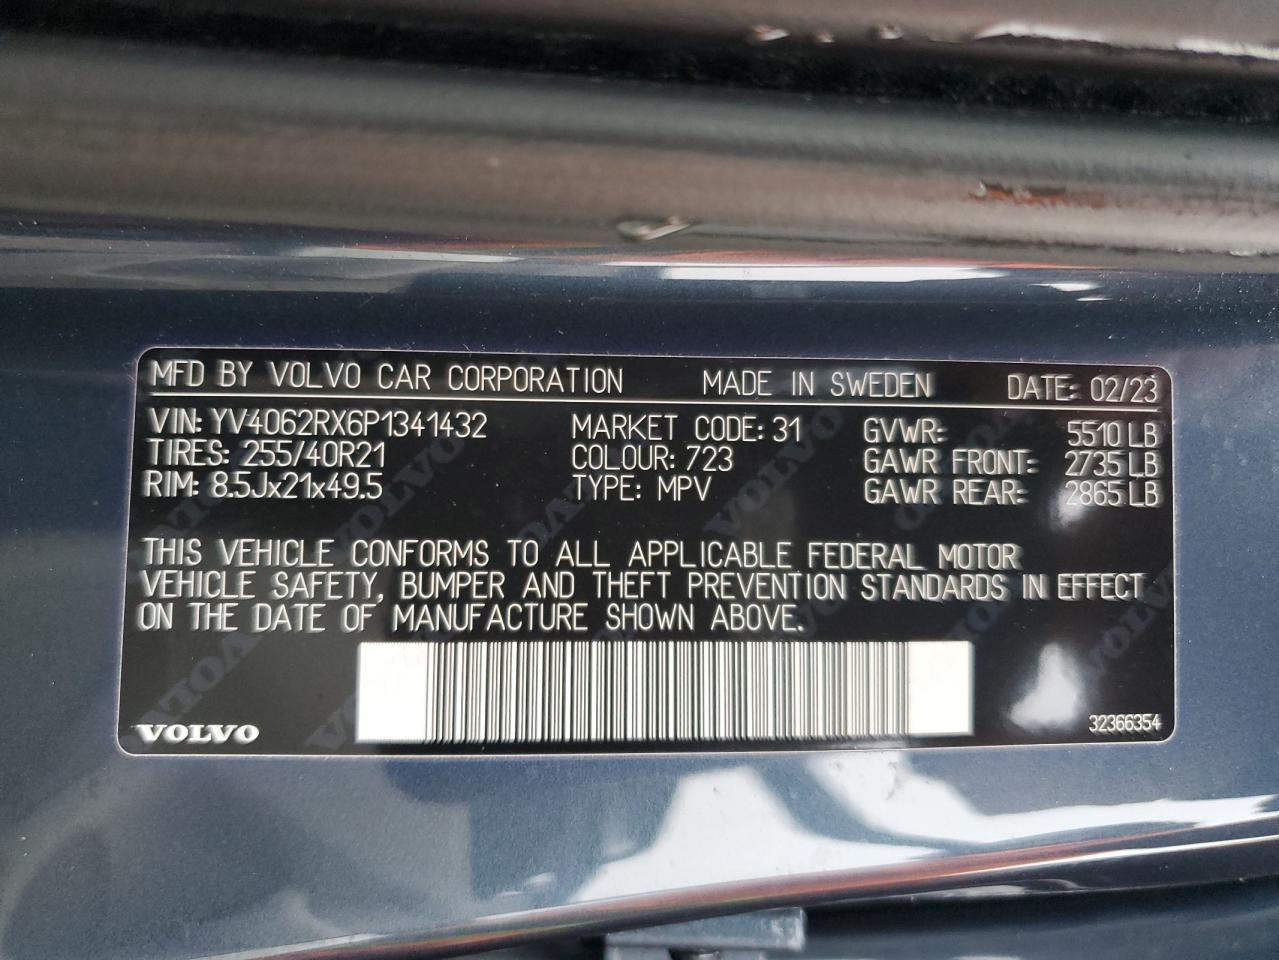 MFD BY VOLVO CAR CORPORATION MADE IN SWEDEN DATE: 02/23
VIN: YV4062RX6P1341432 MARKET CODE: 31 GVWR: 5510 LB
TIRES: 255/40R21 COLOUR: 723 GAWR FRONT: 2735 LB
RIM: 8.5Jx21x49.5 TYPE: MPV GAWR REAR: 2865 LB
THIS VEHICLE CONFORMS TO ALL APPLICABLE FEDERAL MOTOR
VEHICLE SAFETY, BUMPER AND THEFT PREVENTION STANDARDS IN EFFECT
ON THE DATE OF MANUFACTURE SHOWN ABOVE.
VOLVO 32366354